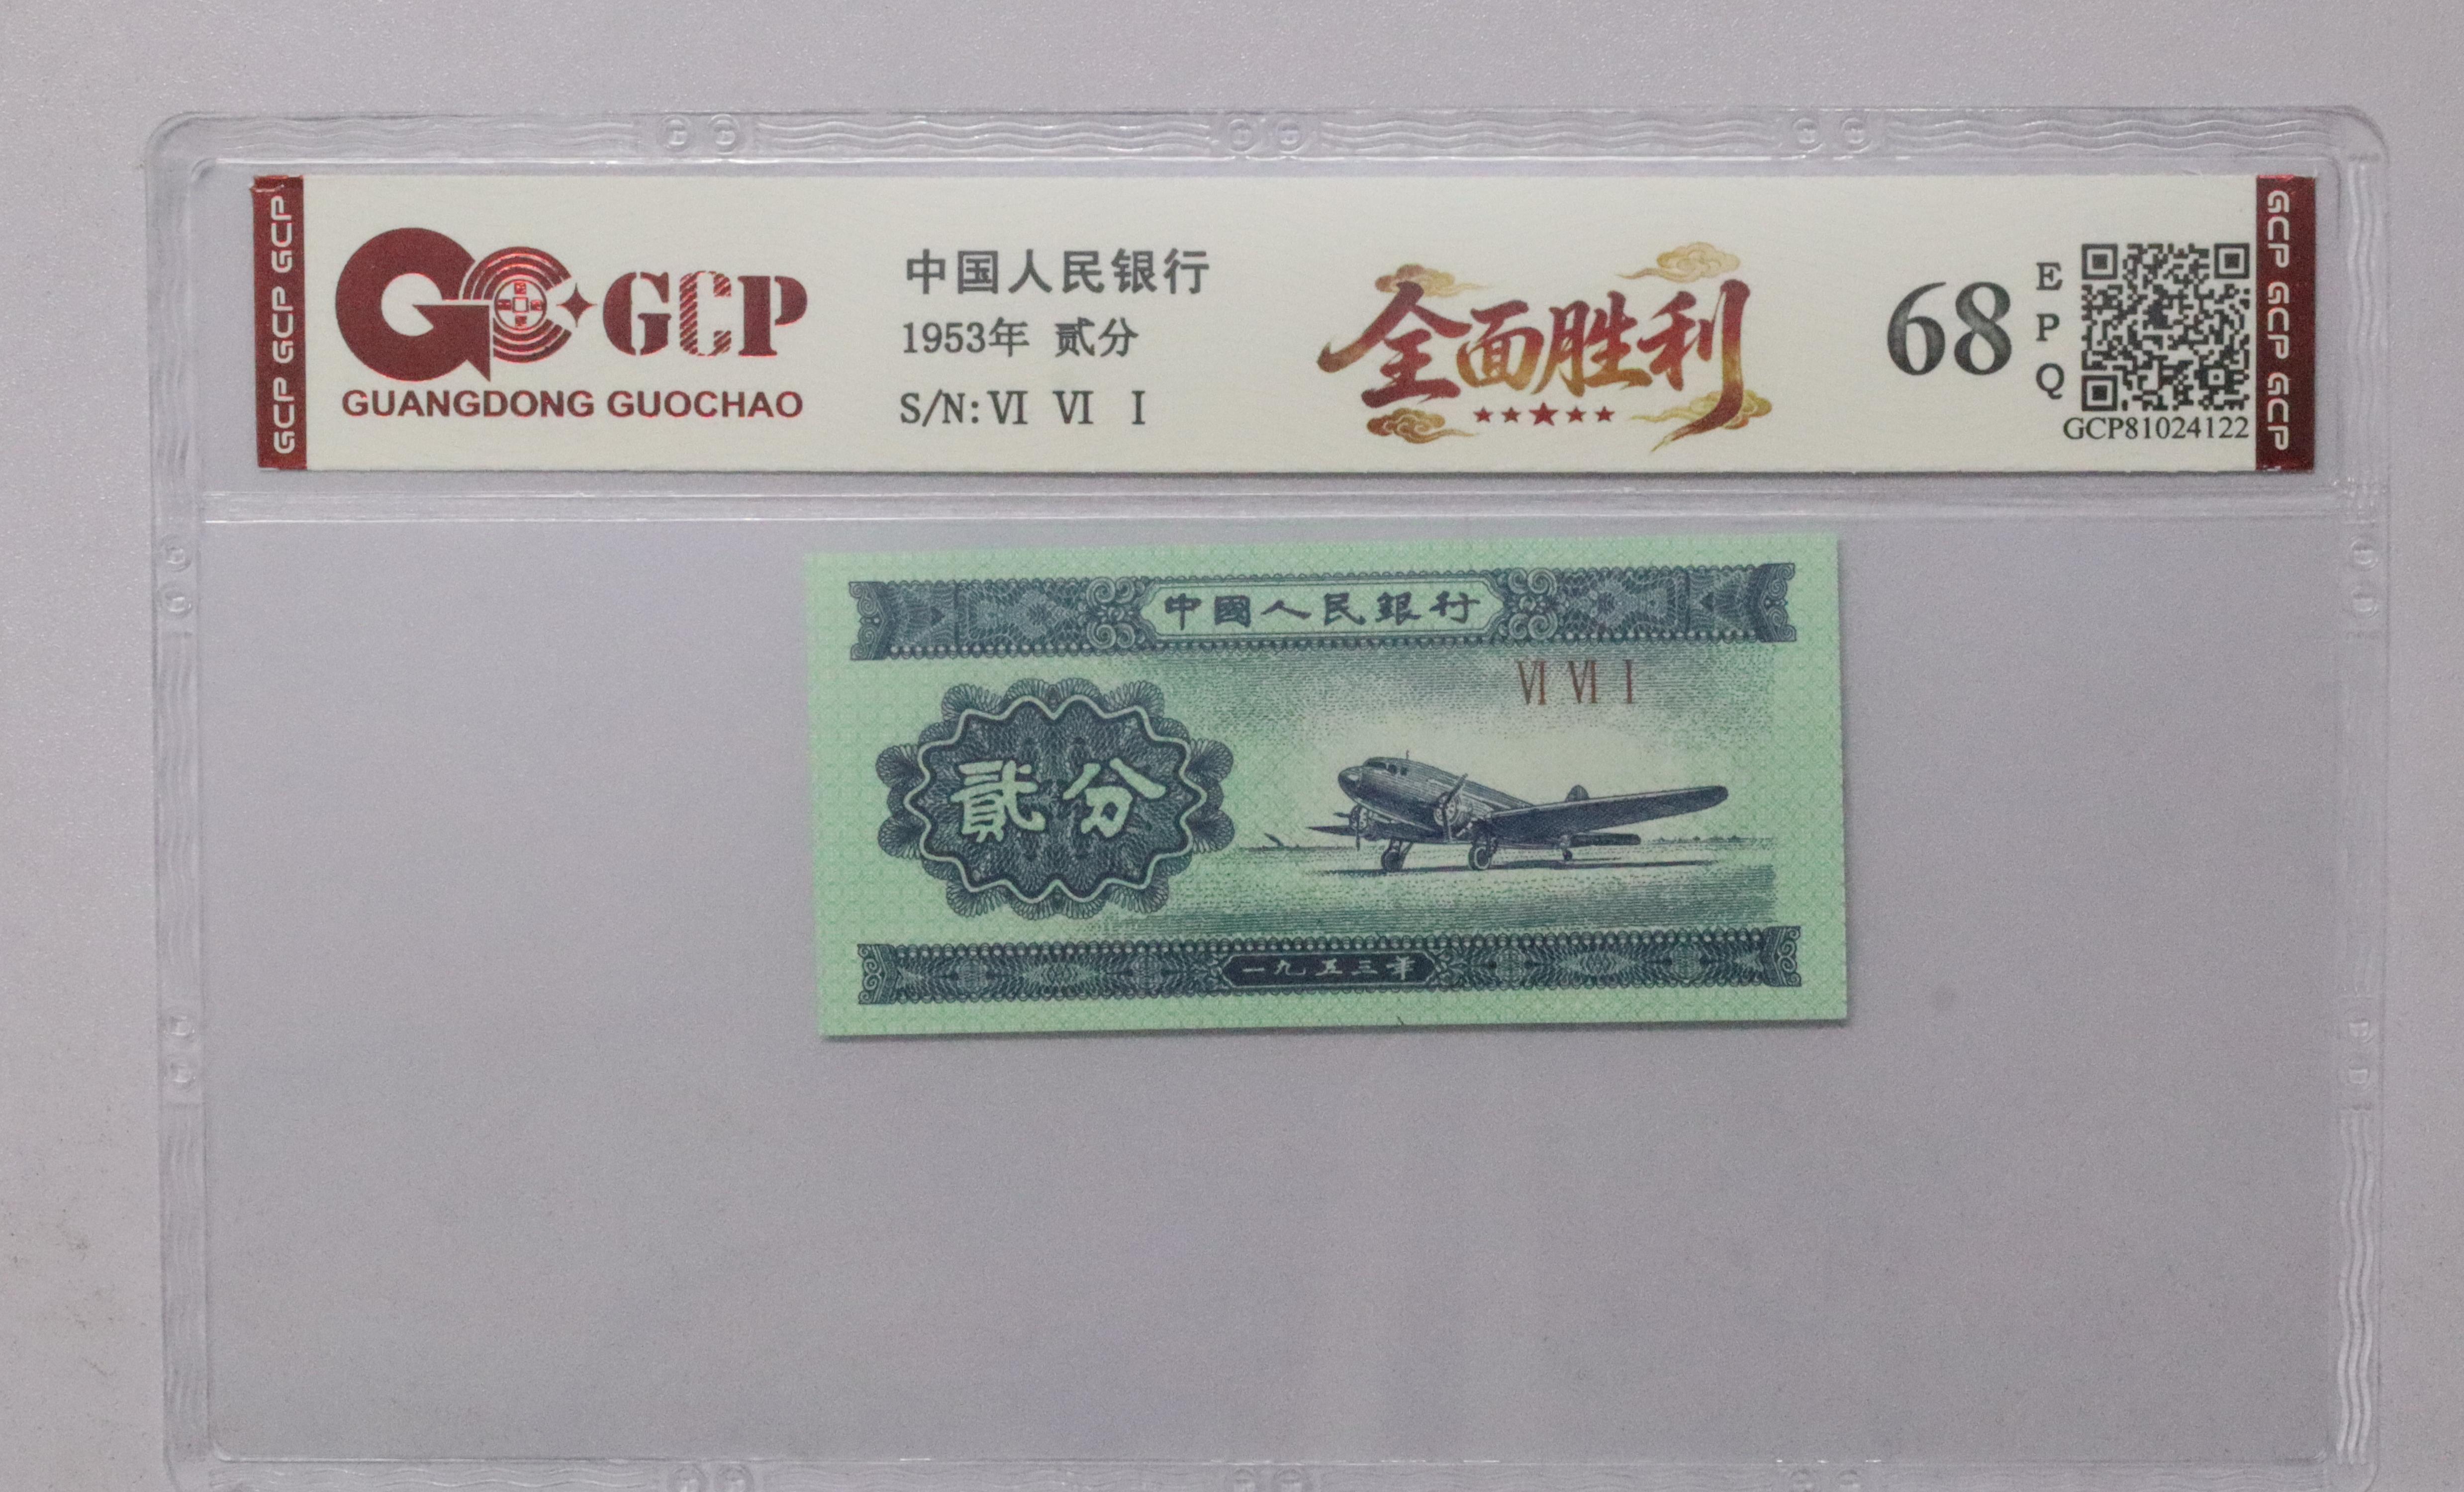 GCP GCP GCP
GCP
GUANGDONG GUOCHAO
中国人民银行
1953年 贰分
S/N:Ⅵ Ⅵ Ⅰ
全面胜利
68
E
P
Q
GCP81024122
GCP GCP GCP
中國人民銀行
Ⅵ Ⅵ Ⅰ
貳分
一九五三年